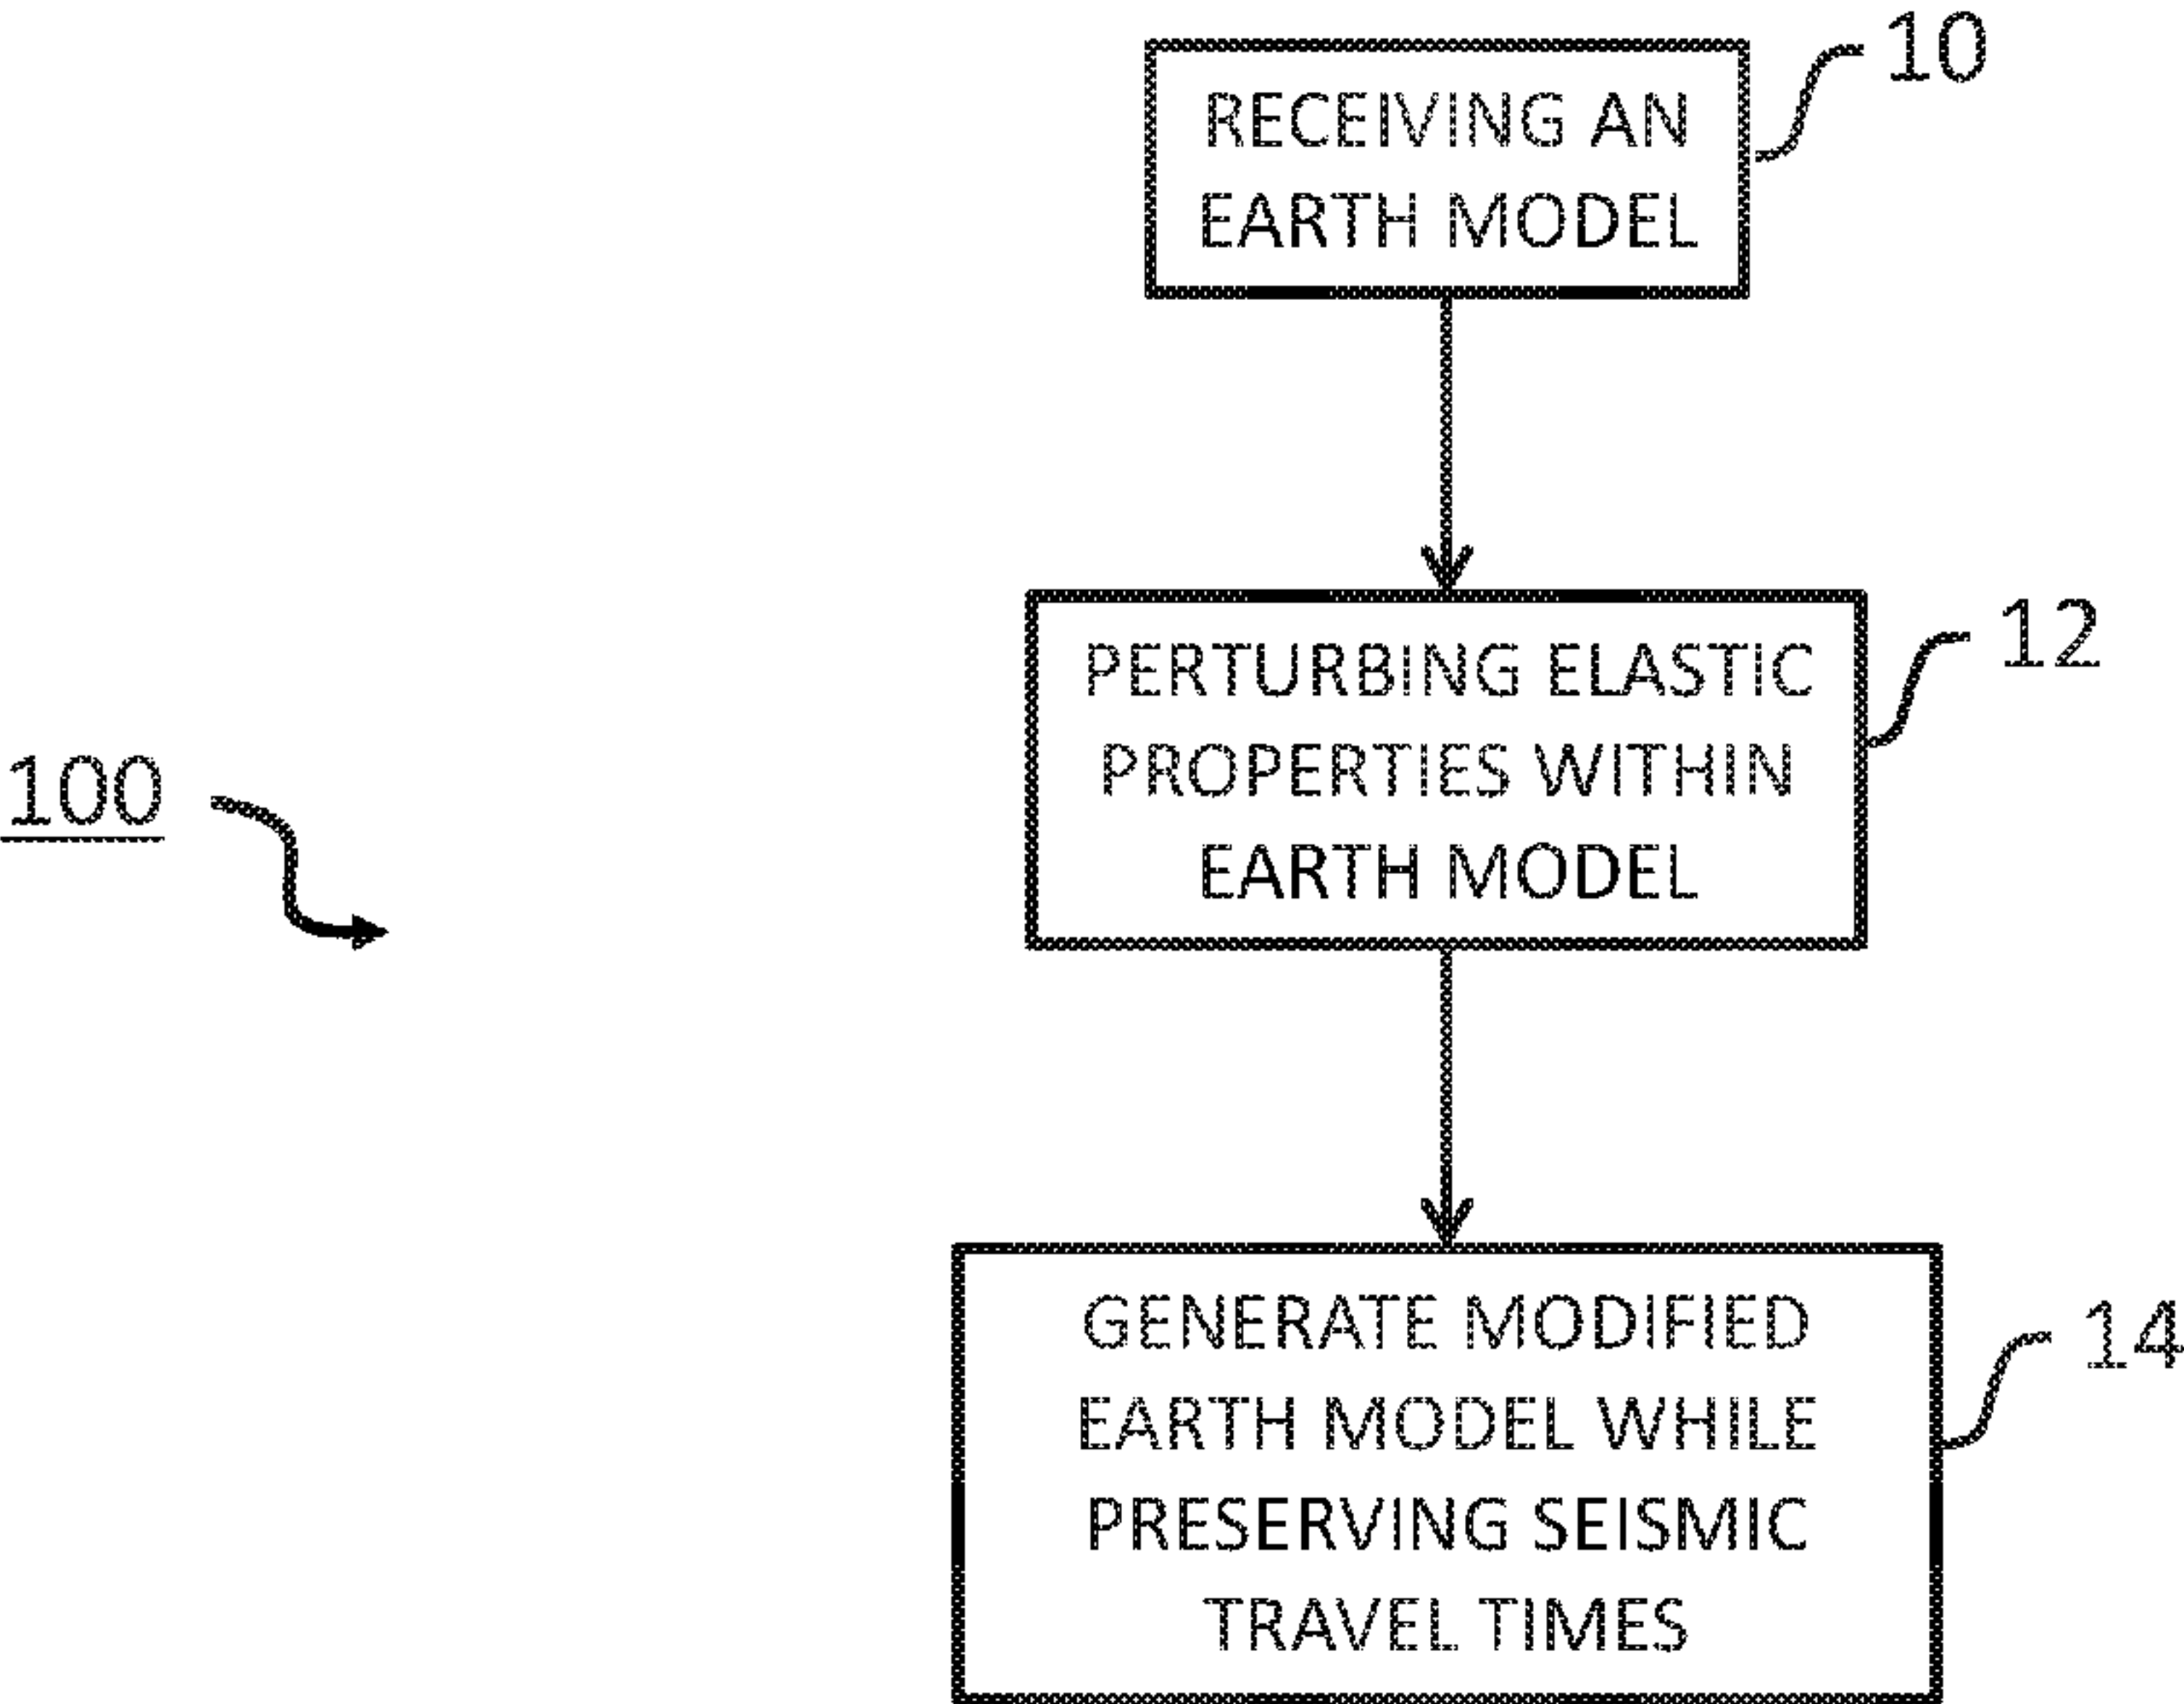 10
RECEIVING AN
EARTH MODEL
12
PERTURBING ELASTIC
PROPERTIES WITHIN
EARTH MODEL
100
14
GENERATE MODIFIED
EARTH MODEL WHILE
PRESERVING SEISMIC
TRAVEL TIMES